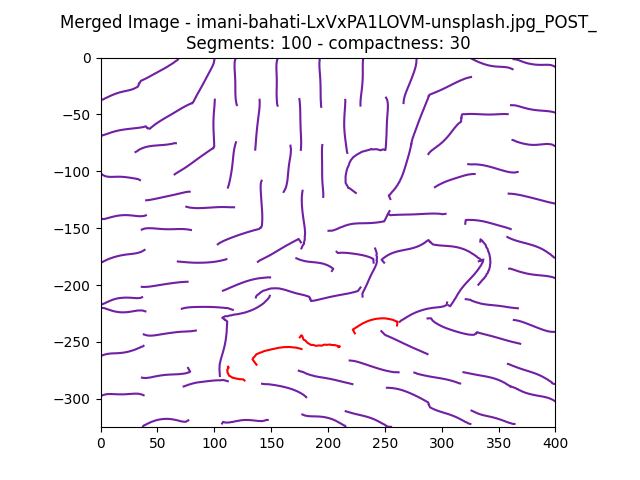 Merged Image - imani-bahati-LxVxPA1LOVM-unsplash.jpg_POST_
Segments: 100 - compactness: 30
0
−50
−100
−150
−200
−250
−300
0 50 100 150 200 250 300 350 400